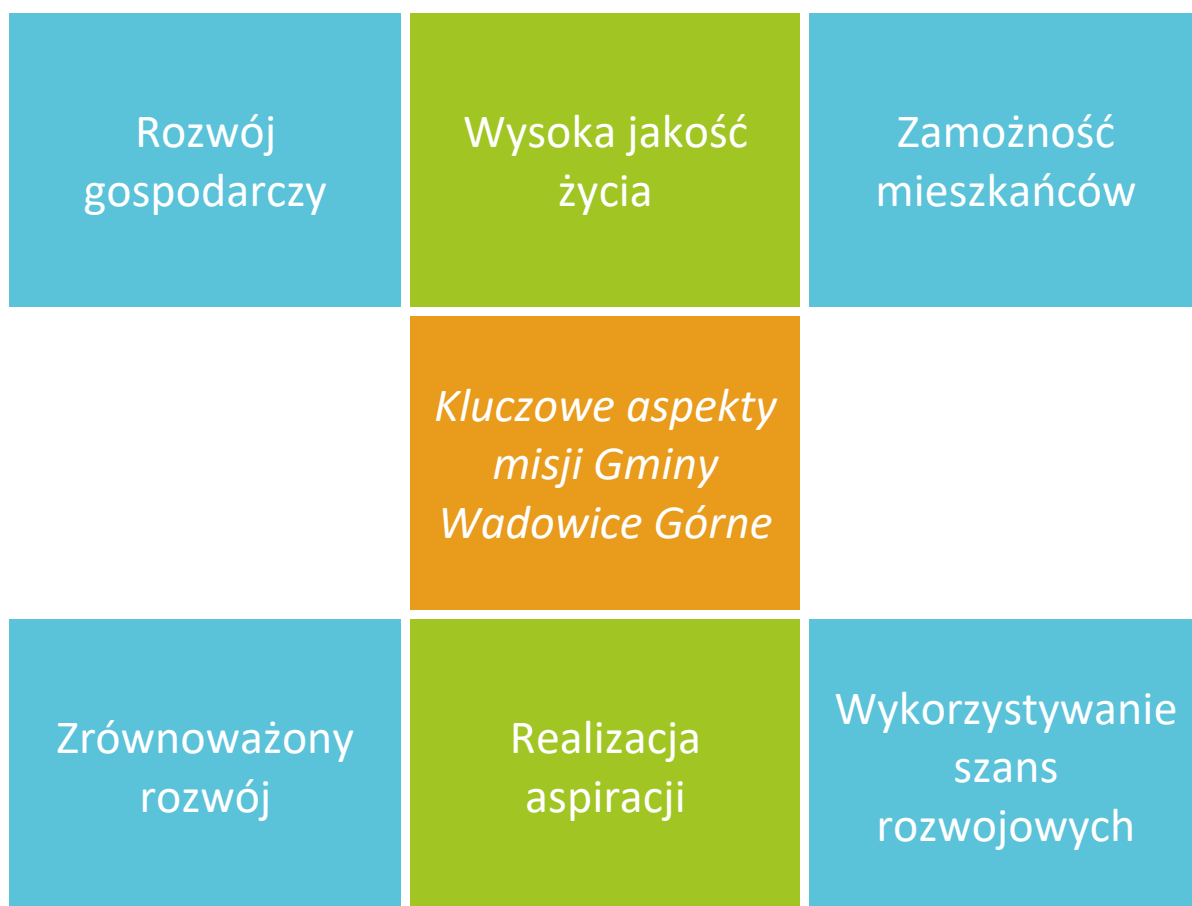 Rozwój
gospodarczy
Wysoka jakość
życia
Zamożność
mieszkańców
Kluczowe aspekty
misji Gminy
Wadowice Górne
Zrównoważony
rozwój
Realizacja
aspiracji
Wykorzystywanie
szans
rozwojowych